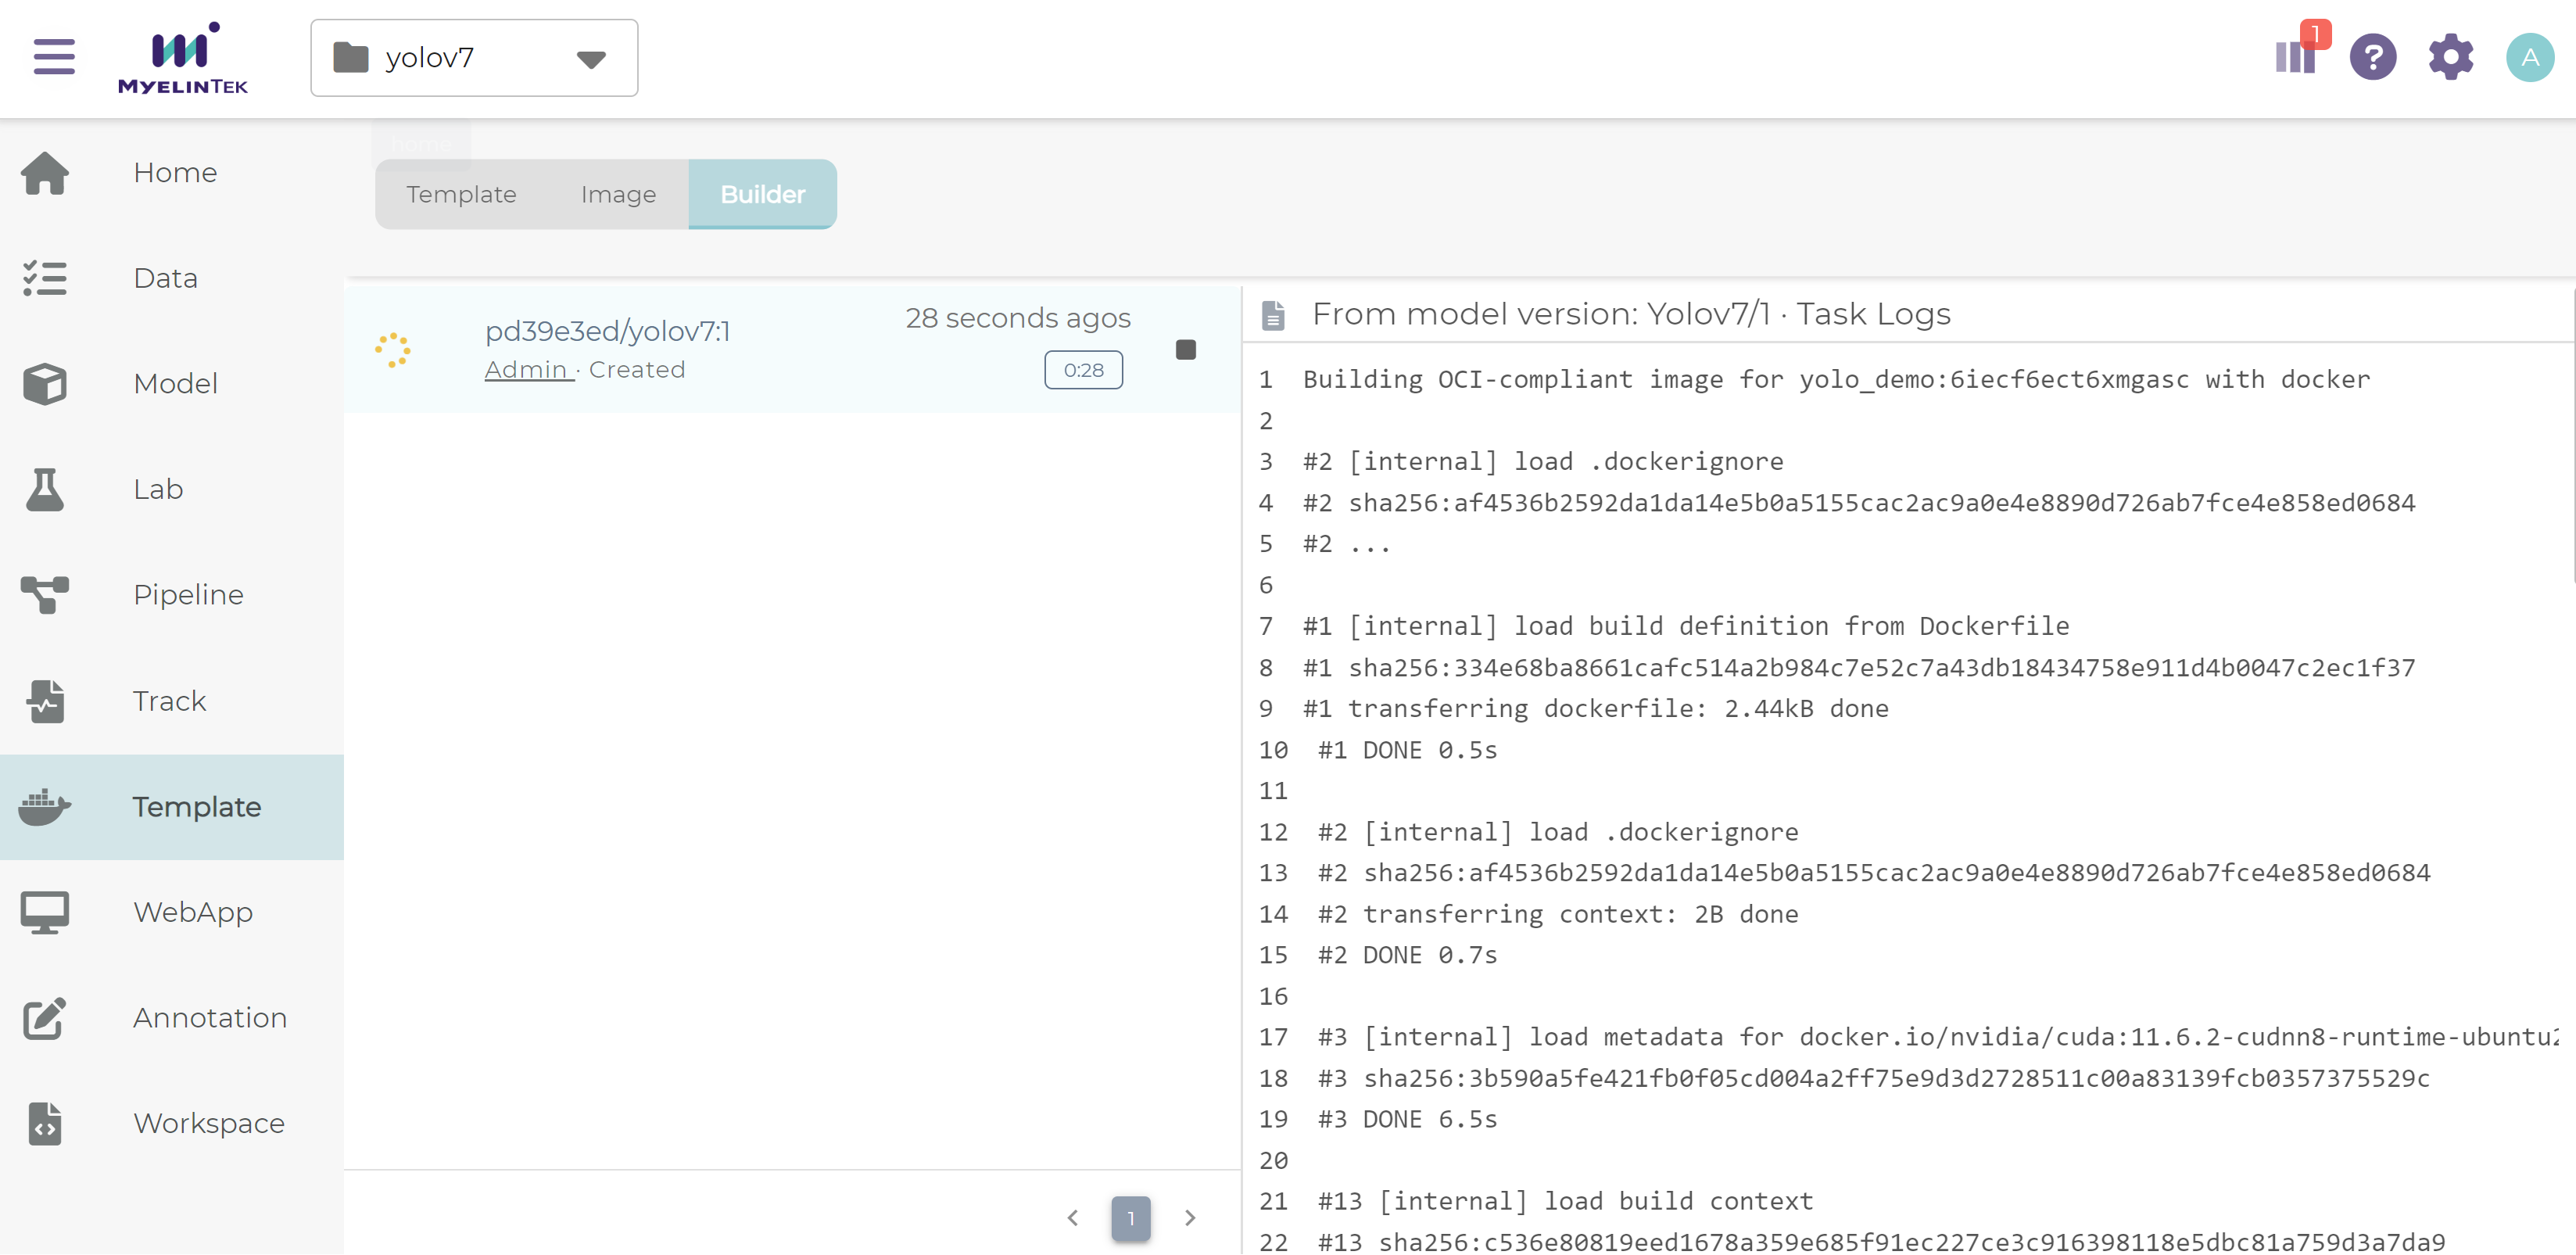 MYELINTEK
yolov7
1
?
A
home
Home
Data
Model
Lab
Pipeline
Track
Template
WebApp
Annotation
Workspace
Template Image Builder
pd39e3ed/yolov7:1
28 seconds agos
Admin · Created
0:28
1
From model version: Yolov7/1 · Task Logs
1 Building OCI-compliant image for yolo_demo:6iecf6ect6xmgasc with docker
2
3 #2 [internal] load .dockerignore
4 #2 sha256:af4536b2592da1da14e5b0a5155cac2ac9a0e4e8890d726ab7fce4e858ed0684
5 #2 ...
6
7 #1 [internal] load build definition from Dockerfile
8 #1 sha256:334e68ba8661cafc514a2b984c7e52c7a43db18434758e911d4b0047c2ec1f37
9 #1 transferring dockerfile: 2.44kB done
10 #1 DONE 0.5s
11
12 #2 [internal] load .dockerignore
13 #2 sha256:af4536b2592da1da14e5b0a5155cac2ac9a0e4e8890d726ab7fce4e858ed0684
14 #2 transferring context: 2B done
15 #2 DONE 0.7s
16
17 #3 [internal] load metadata for docker.io/nvidia/cuda:11.6.2-cudnn8-runtime-ubuntu2
18 #3 sha256:3b590a5fe421fb0f05cd004a2ff75e9d3d2728511c00a83139fcb0357375529c
19 #3 DONE 6.5s
20
21 #13 [internal] load build context
22 #13 sha256:c536e80819eed1678a359e685f91ec227ce3c916398118e5dbc81a759d3a7da9